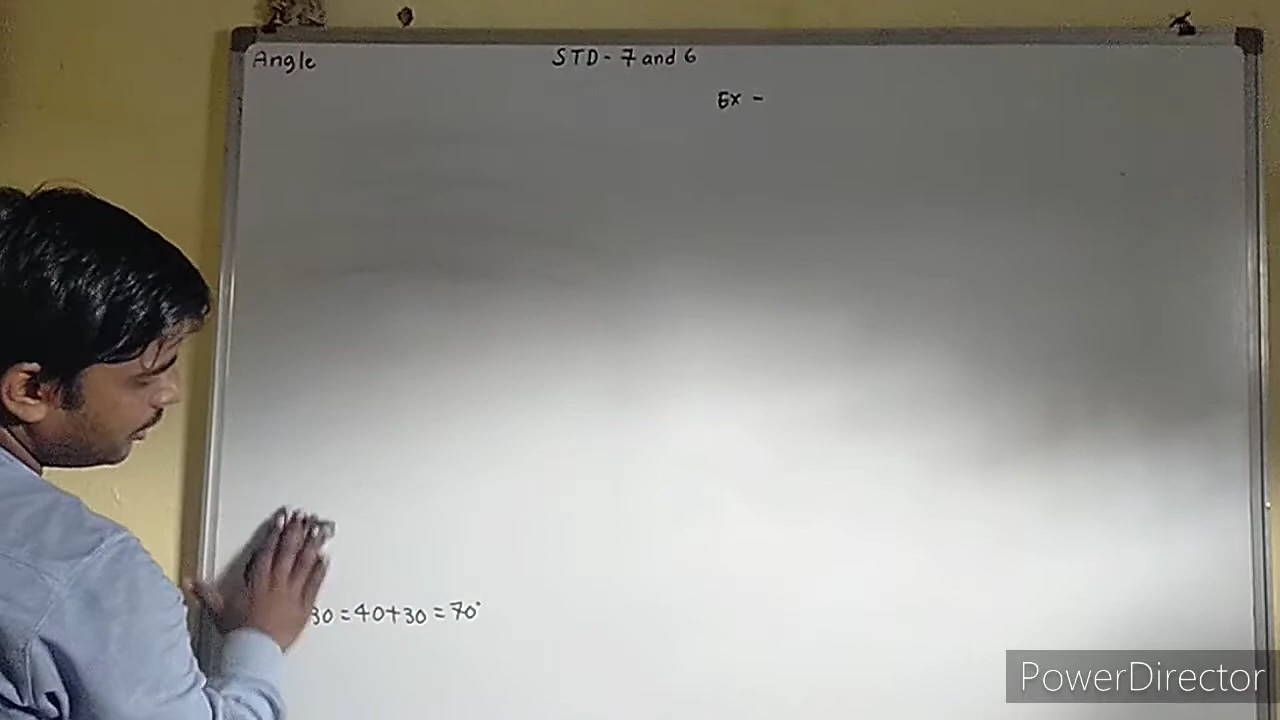 Angle
STD - 7 and 6
Ex -
30 = 40 + 30 = 70°
PowerDirector